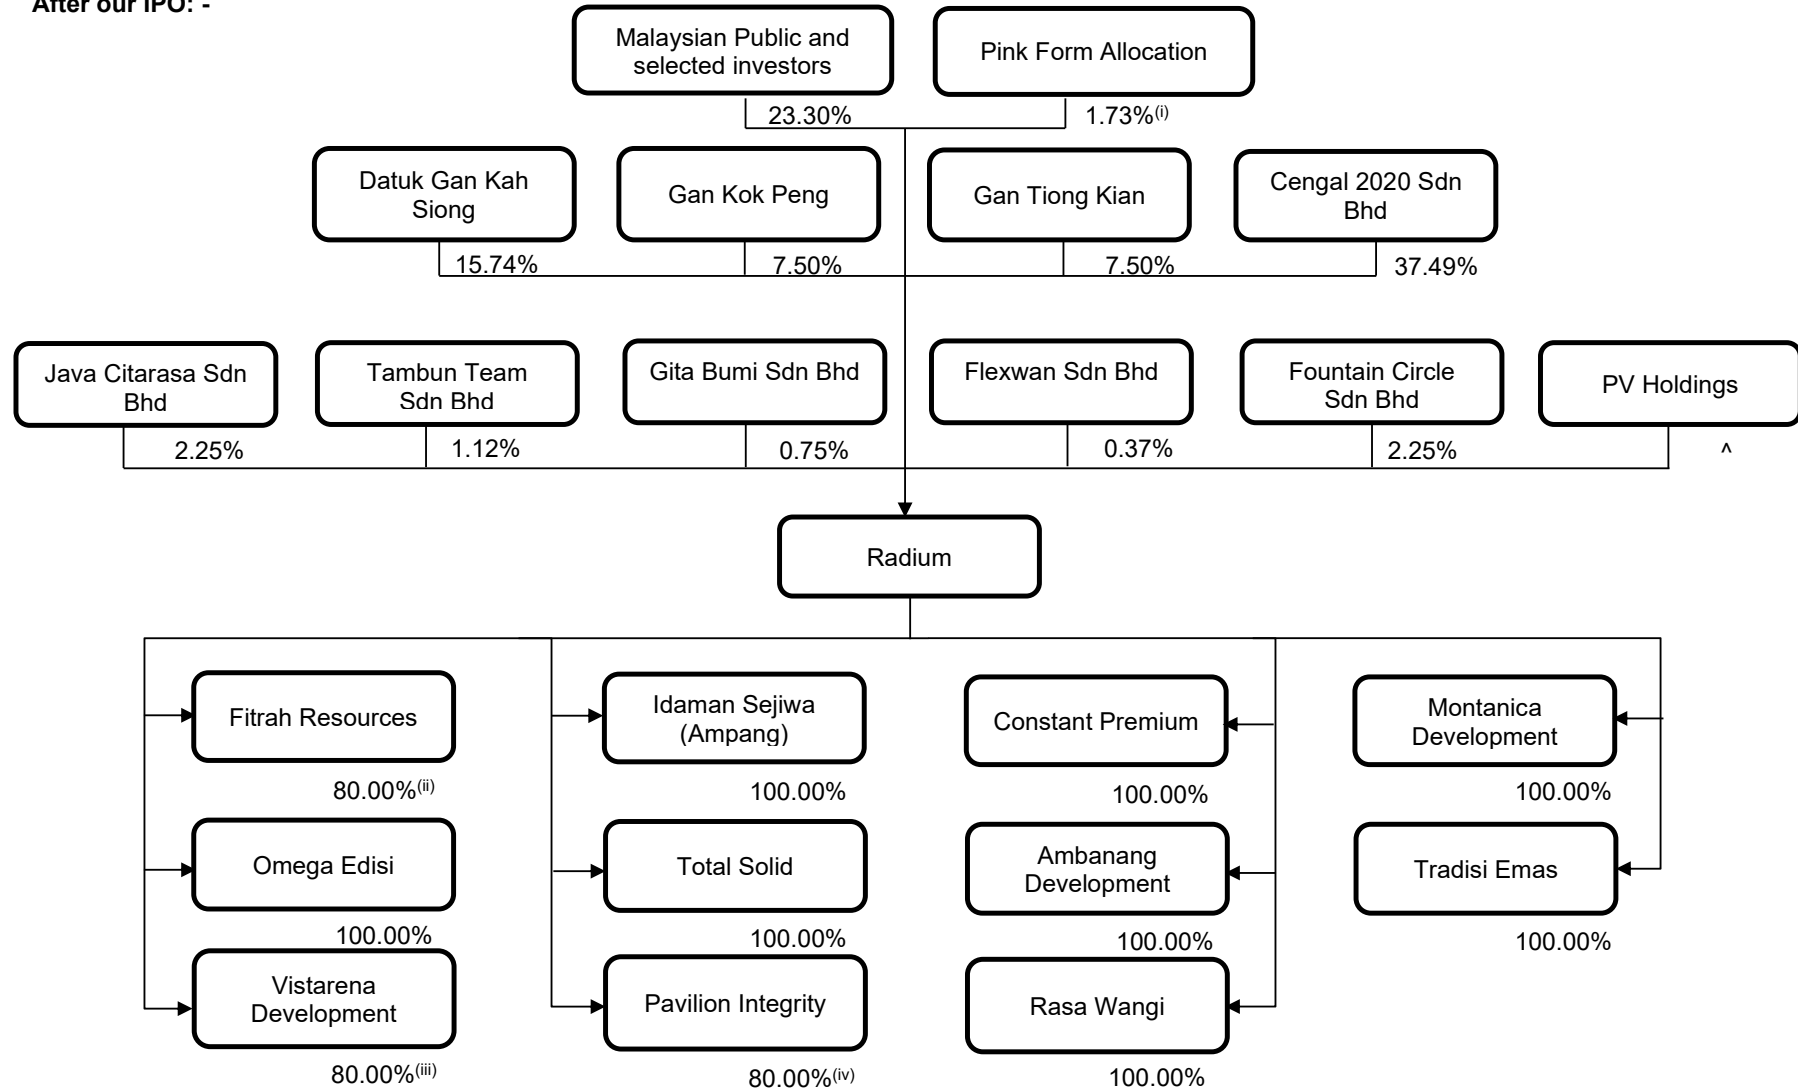 After our IPO: -
Malaysian Public and
selected investors
Pink Form Allocation
23.30%
1.73%(i)
Datuk Gan Kah
Siong
Gan Kok Peng
Gan Tiong Kian
Cengal 2020 Sdn
Bhd
15.74%
7.50%
7.50%
37.49%
Java Citarasa Sdn
Bhd
Tambun Team
Sdn Bhd
Gita Bumi Sdn Bhd
Flexwan Sdn Bhd
Fountain Circle
Sdn Bhd
PV Holdings
2.25%
1.12%
0.75%
0.37%
2.25%
^
Radium
Fitrah Resources
Idaman Sejiwa
(Ampang)
Constant Premium
Montanica
Development
80.00%(ii)
100.00%
100.00%
100.00%
Omega Edisi
Total Solid
Ambanang
Development
Tradisi Emas
100.00%
100.00%
100.00%
100.00%
Vistarena
Development
Pavilion Integrity
Rasa Wangi
80.00%(iii)
80.00%(iv)
100.00%